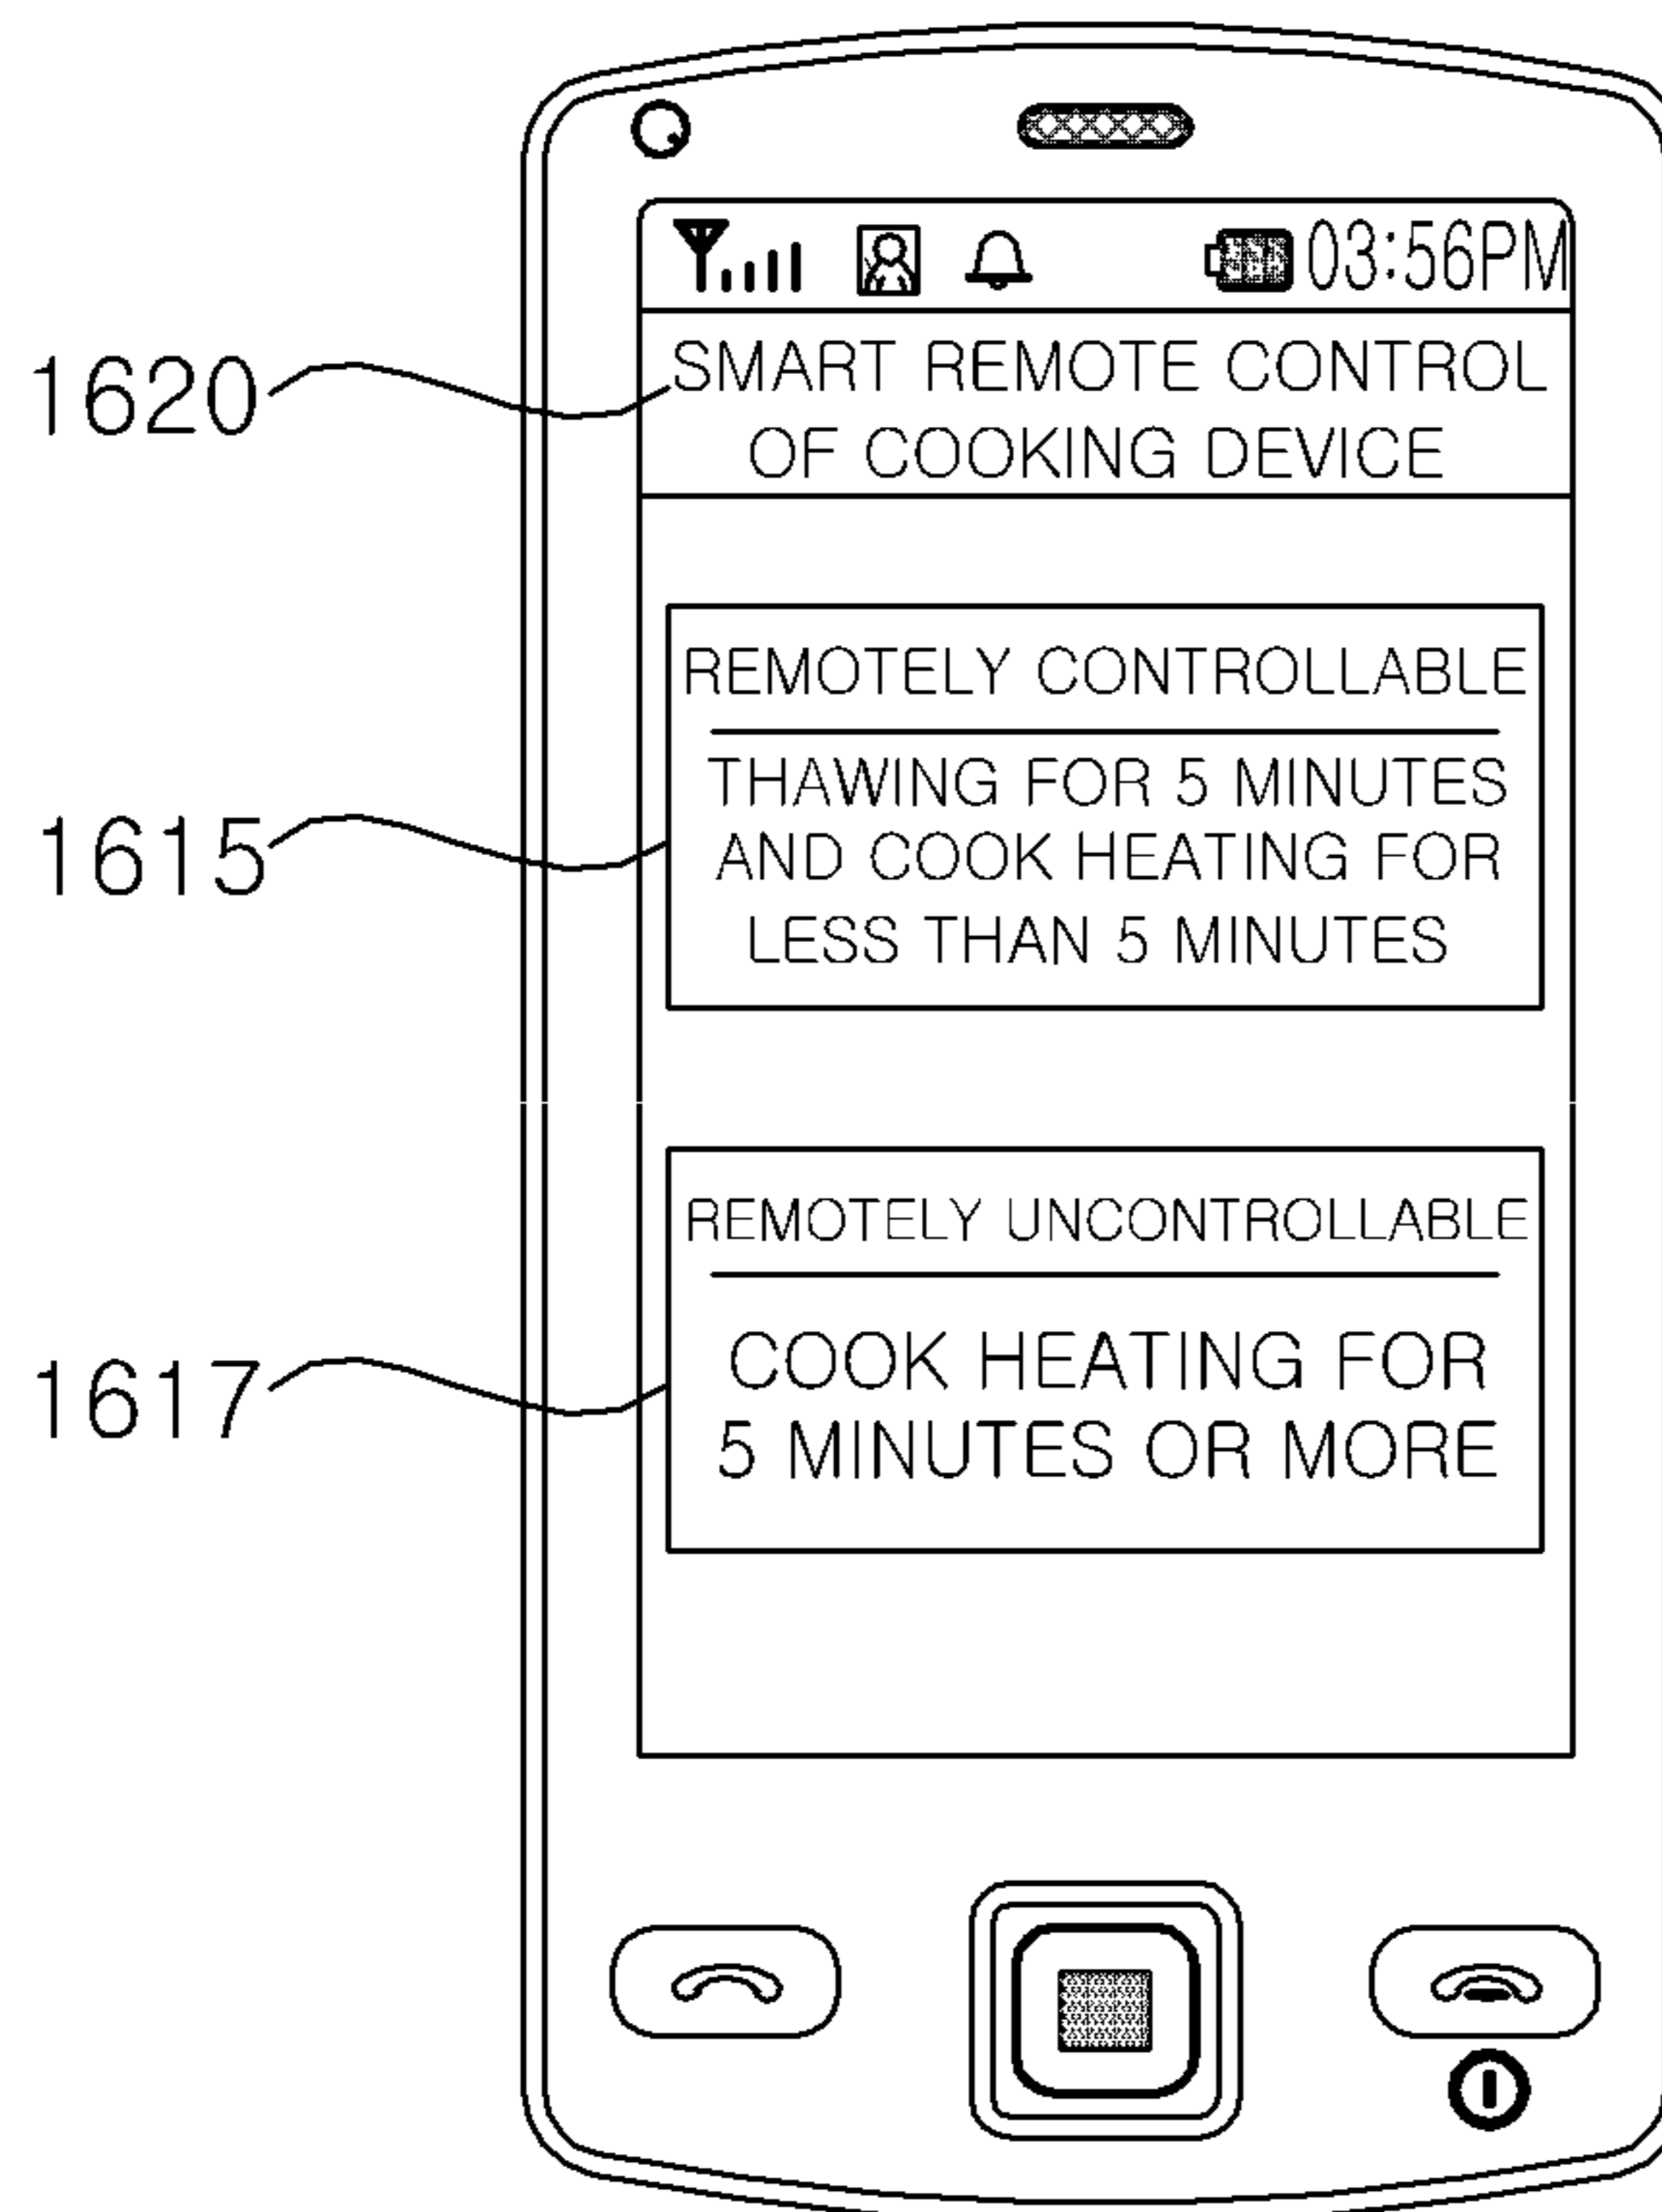 03:56PM
1620
SMART REMOTE CONTROL
OF COOKING DEVICE
REMOTELY CONTROLLABLE
1615
THAWING FOR 5 MINUTES
AND COOK HEATING FOR
LESS THAN 5 MINUTES
REMOTELY UNCONTROLLABLE
1617
COOK HEATING FOR
5 MINUTES OR MORE